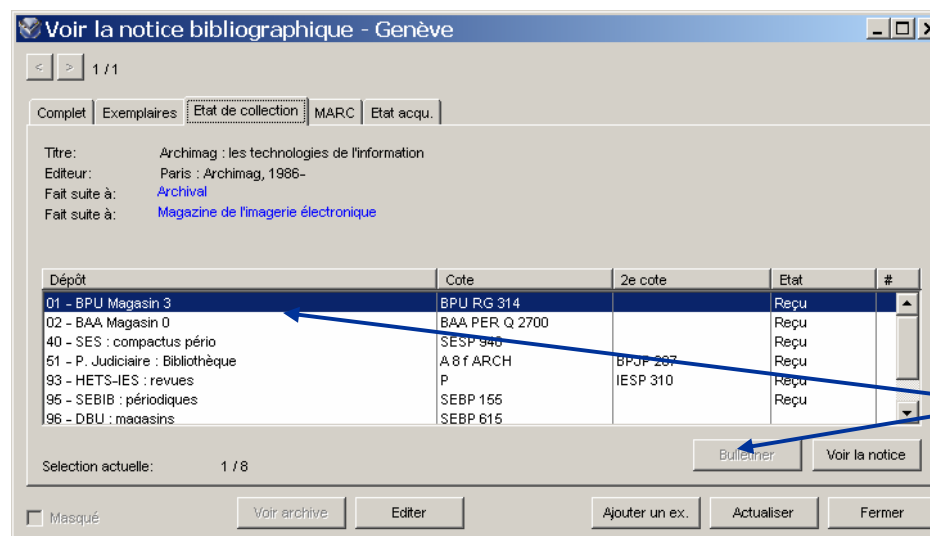 Voir la notice bibliographique - Genève
< > 1 / 1
Complet Exemplaires Etat de collection MARC Etat acqu.
Titre: Archimag : les technologies de l'information
Editeur: Paris : Archimag, 1986-
Fait suite à: Archival
Fait suite à: Magazine de l'imagerie électronique
Dépôt Cote 2e cote Etat #
01 - BPU Magasin 3 BPU RG 314 Reçu
02 - BAA Magasin 0 BAA PER Q 2700 Reçu
40 - SES : compactus pério SESP 940 Reçu
51 - P. Judiciaire : Bibliothèque A 8 f ARCH BPJP 287 Reçu
93 - HETS-IES : revues P IESP 310 Reçu
95 - SEBIB : périodiques SEBP 155 Reçu
96 - DBU : magasins SEBP 615
Bulletiner Voir la notice
Selection actuelle: 1 / 8
Masqué Voir archive Editer Ajouter un ex. Actualiser Fermer